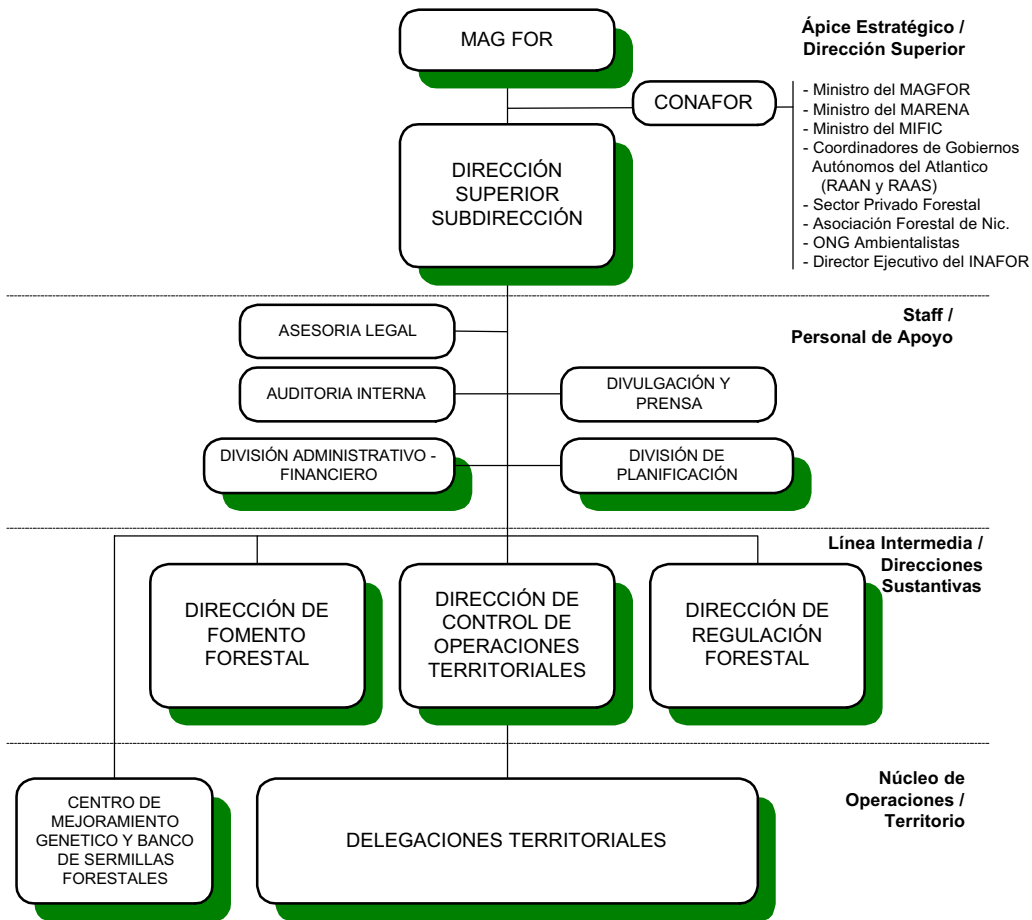 MAG FOR
Ápice Estratégico /
Dirección Superior
CONAFOR
- Ministro del MAGFOR
- Ministro del MARENA
- Ministro del MIFIC
- Coordinadores de Gobiernos
Autónomos del Atlantico
(RAAN y RAAS)
- Sector Privado Forestal
- Asociación Forestal de Nic.
- ONG Ambientalistas
- Director Ejecutivo del INAFOR
DIRECCIÓN
SUPERIOR
SUBDIRECCIÓN
Staff /
Personal de Apoyo
ASESORIA LEGAL
AUDITORIA INTERNA
DIVULGACIÓN Y
PRENSA
DIVISIÓN ADMINISTRATIVO -
FINANCIERO
DIVISIÓN DE
PLANIFICACIÓN
Línea Intermedia /
Direcciones
Sustantivas
DIRECCIÓN DE
FOMENTO
FORESTAL
DIRECCIÓN DE
CONTROL DE
OPERACIONES
TERRITORIALES
DIRECCIÓN DE
REGULACIÓN
FORESTAL
Núcleo de
Operaciones /
Territorio
CENTRO DE
MEJORAMIENTO
GENETICO Y BANCO
DE SERMILLAS
FORESTALES
DELEGACIONES TERRITORIALES